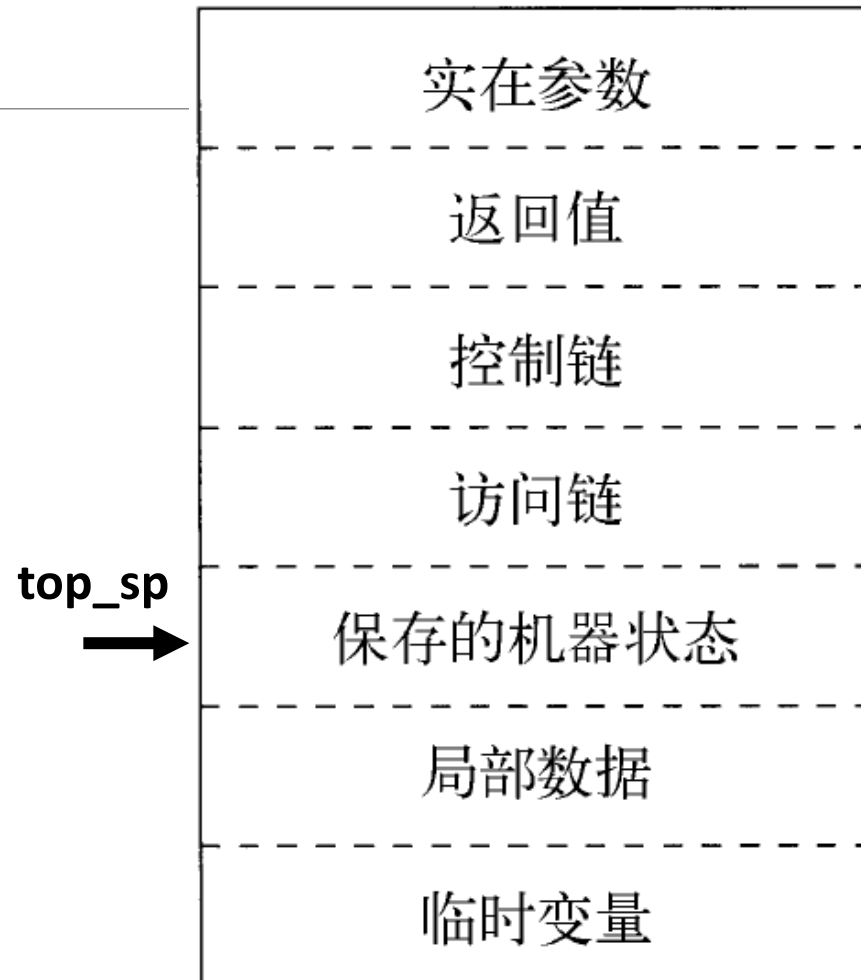 实在参数
返回值
控制链
访问链
top_sp
保存的机器状态
局部数据
临时变量